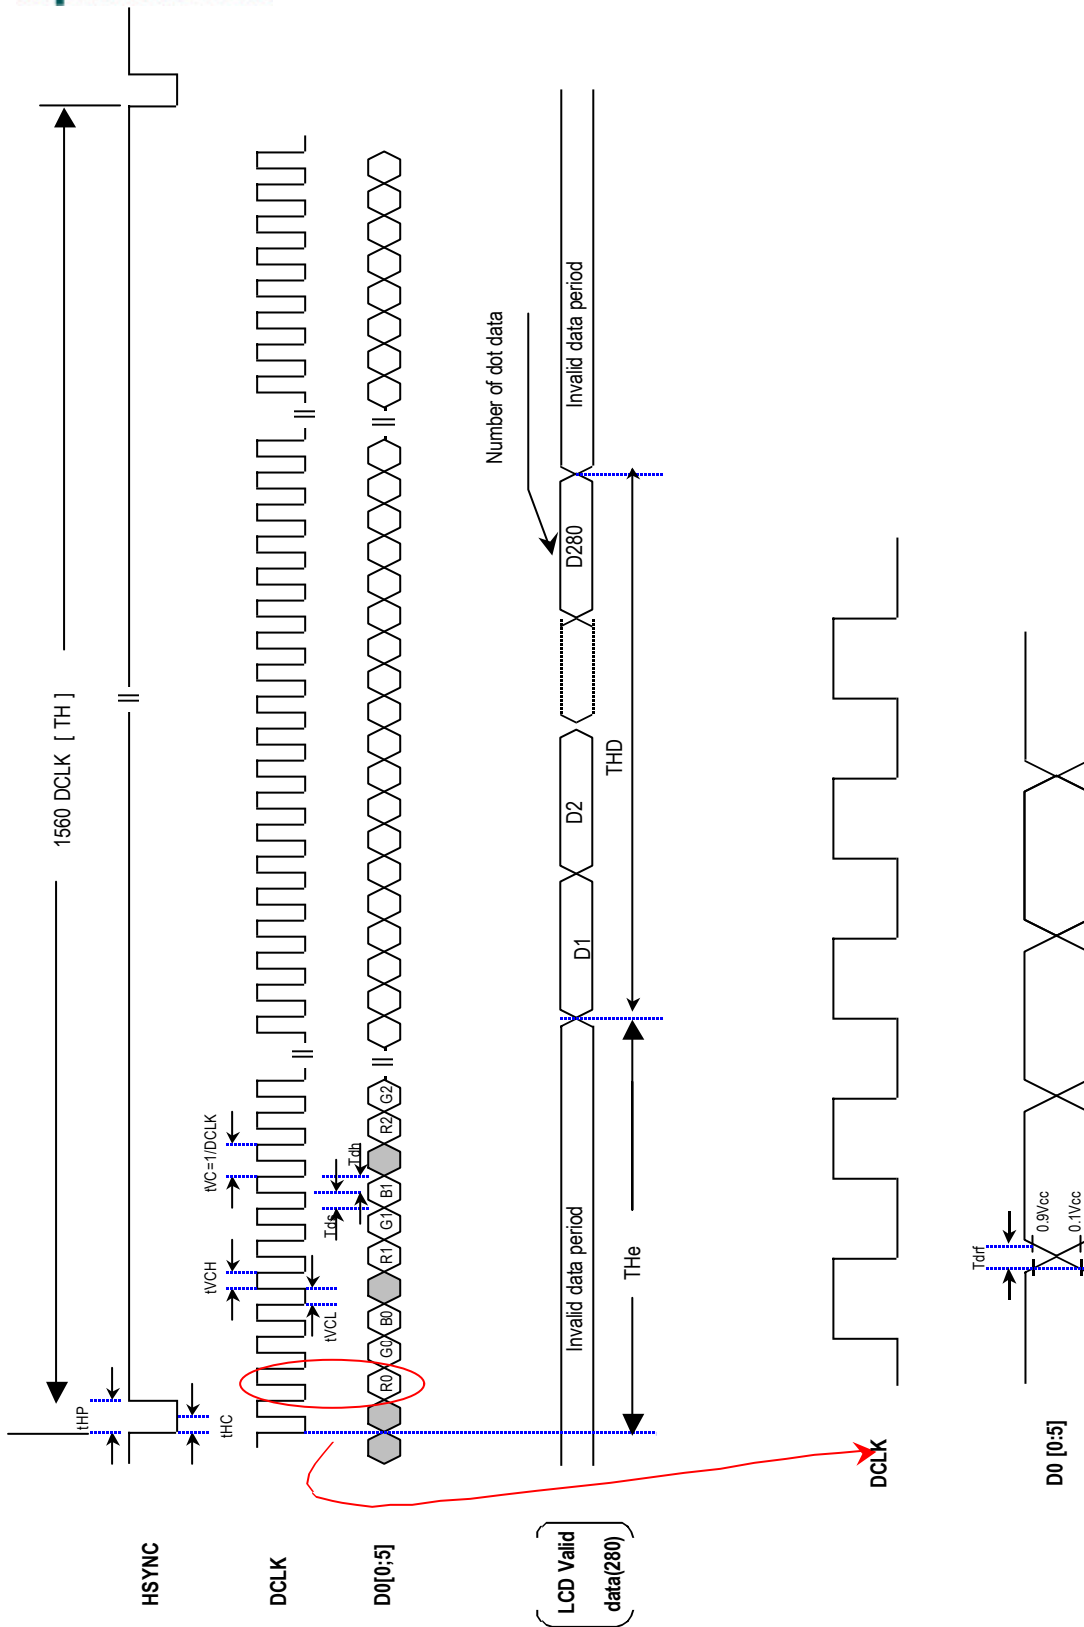 1560 DCLK [ TH ]
HSYNC
tHP
tHC
tVCH
tVC=1/DCLK
DCLK
tVCL
Tds
Tdh
D0[0;5]
R0
G0
B0
R1
G1
B1
R2
G2
Number of dot data
LCD Valid
data(280)
Invalid data period
D1
D2
D280
Invalid data period
THe
THD
DCLK
Tdrf
0.9Vcc
0.1Vcc
D0 [0:5]